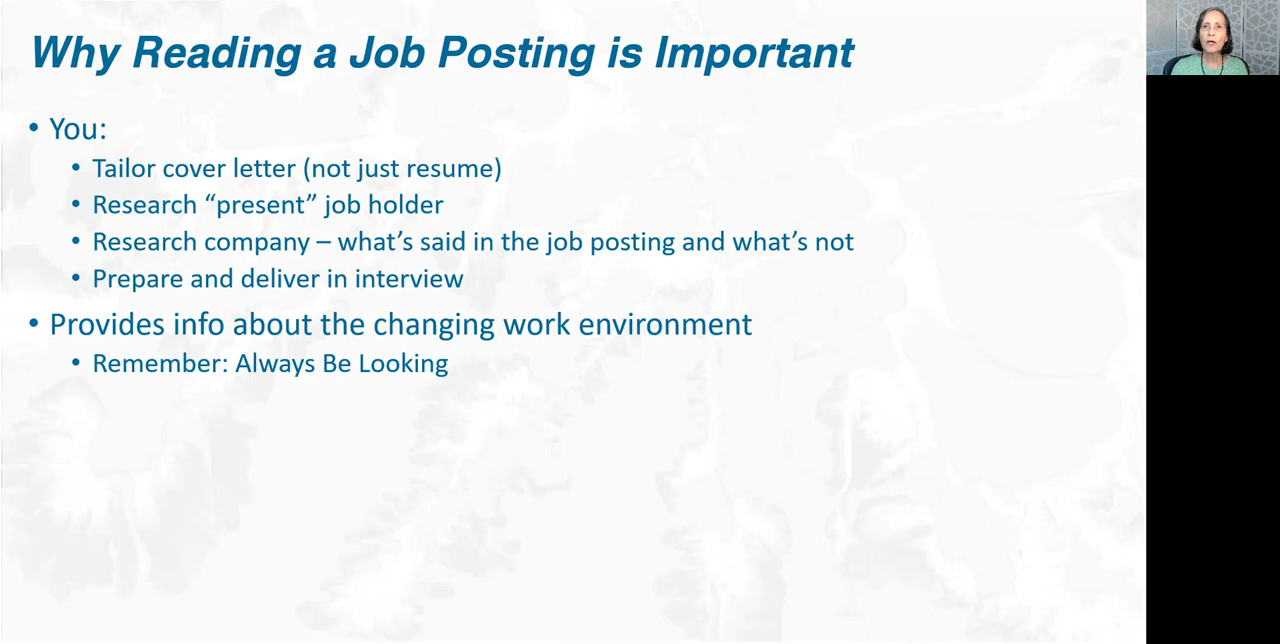 Why Reading a Job Posting is Important
• You:
• Tailor cover letter (not just resume)
• Research “present” job holder
• Research company – what’s said in the job posting and what’s not
• Prepare and deliver in interview
• Provides info about the changing work environment
• Remember: Always Be Looking